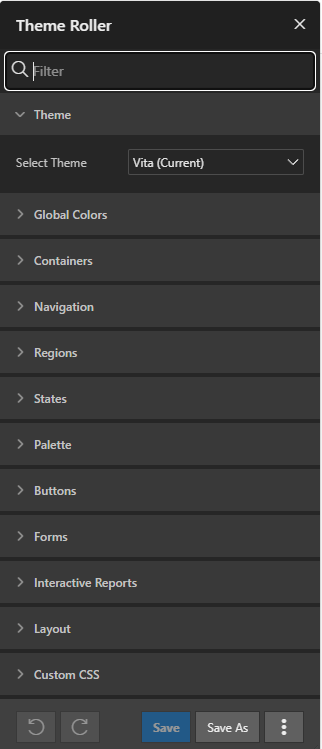 Theme Roller
Filter
Theme
Select Theme Vita (Current)
Global Colors
Containers
Navigation
Regions
States
Palette
Buttons
Forms
Interactive Reports
Layout
Custom CSS
Save Save As